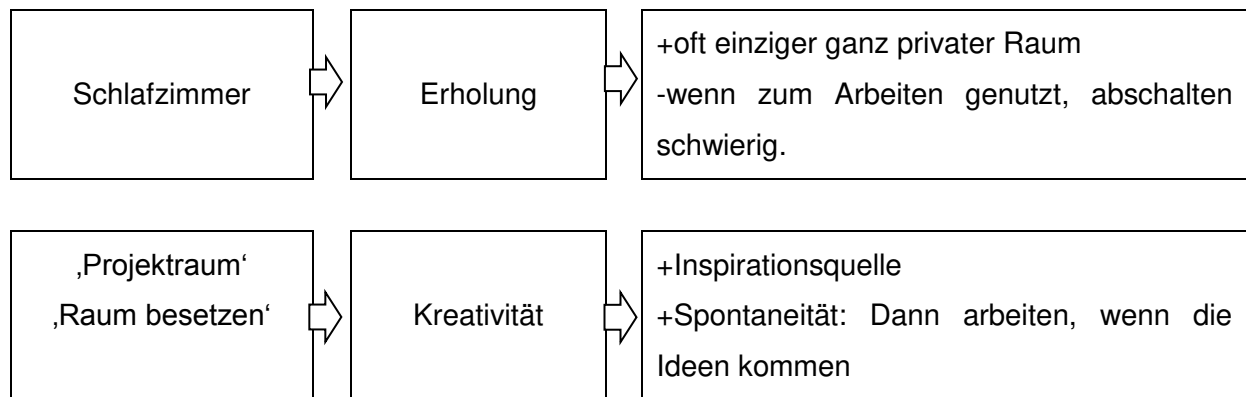 Schlafzimmer
Erholung
+oft einziger ganz privater Raum
-wenn zum Arbeiten genutzt, abschalten
schwierig.
‚Projektraum‘
‚Raum besetzen‘
Kreativität
+Inspirationsquelle
+Spontaneität: Dann arbeiten, wenn die
Ideen kommen